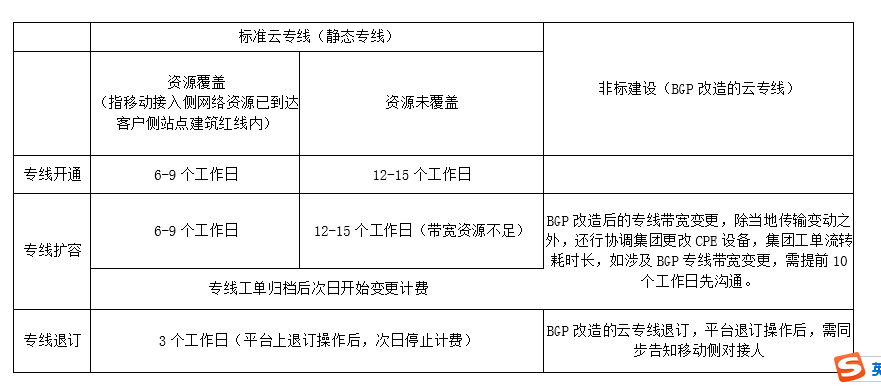 标准云专线（静态专线）
非标建设（BGP 改造的云专线）
资源覆盖
（指移动接入侧网络资源已到达
客户侧站点建筑红线内）
资源未覆盖
专线开通
6-9 个工作日
12-15 个工作日
专线扩容
6-9 个工作日
12-15 个工作日（带宽资源不足）
BGP 改造后的专线带宽变更，除当地传输变动之
外，还行协调集团更改 CPE 设备，集团工单流转
耗时长，如涉及 BGP 专线带宽变更，需提前 10
个工作日先沟通。
专线工单归档后次日开始变更计费
专线退订
3 个工作日（平台上退订操作后，次日停止计费）
BGP 改造的云专线退订，平台退订操作后，需同
步告知移动侧对接人
英